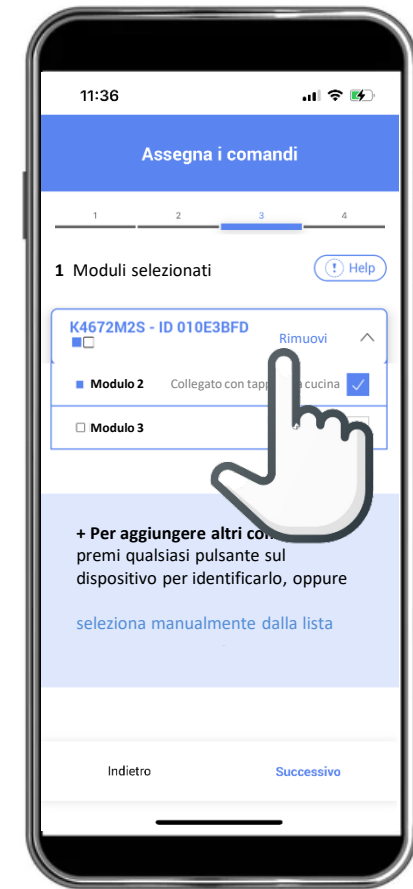 11:36
Assegna i comandi
1 2 3 4
1 Moduli selezionati
Help
K4672M2S - ID 010E3BFD
Rimuovi
Modulo 2 Collegato con cucina
Modulo 3
+ Per aggiungere altri
premi qualsiasi pulsante sul
dispositivo per identificarlo, oppure
seleziona manualmente dalla lista
Indietro Successivo